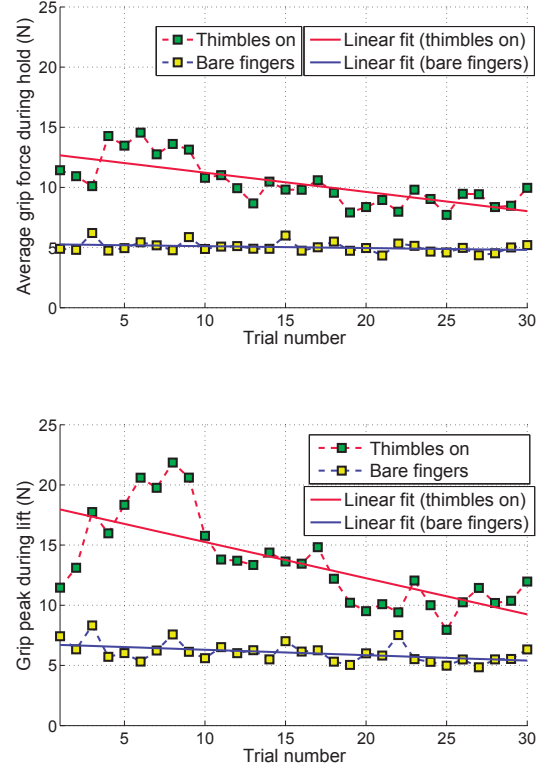 25
20
15
10
5
0
Average grip force during hold (N)
Thimbles on
Bare fingers
Linear fit (thimbles on)
Linear fit (bare fingers)
5 10 15 20 25 30
Trial number
25
20
15
10
5
0
Grip peak during lift (N)
Thimbles on
Bare fingers
Linear fit (thimbles on)
Linear fit (bare fingers)
5 10 15 20 25 30
Trial number